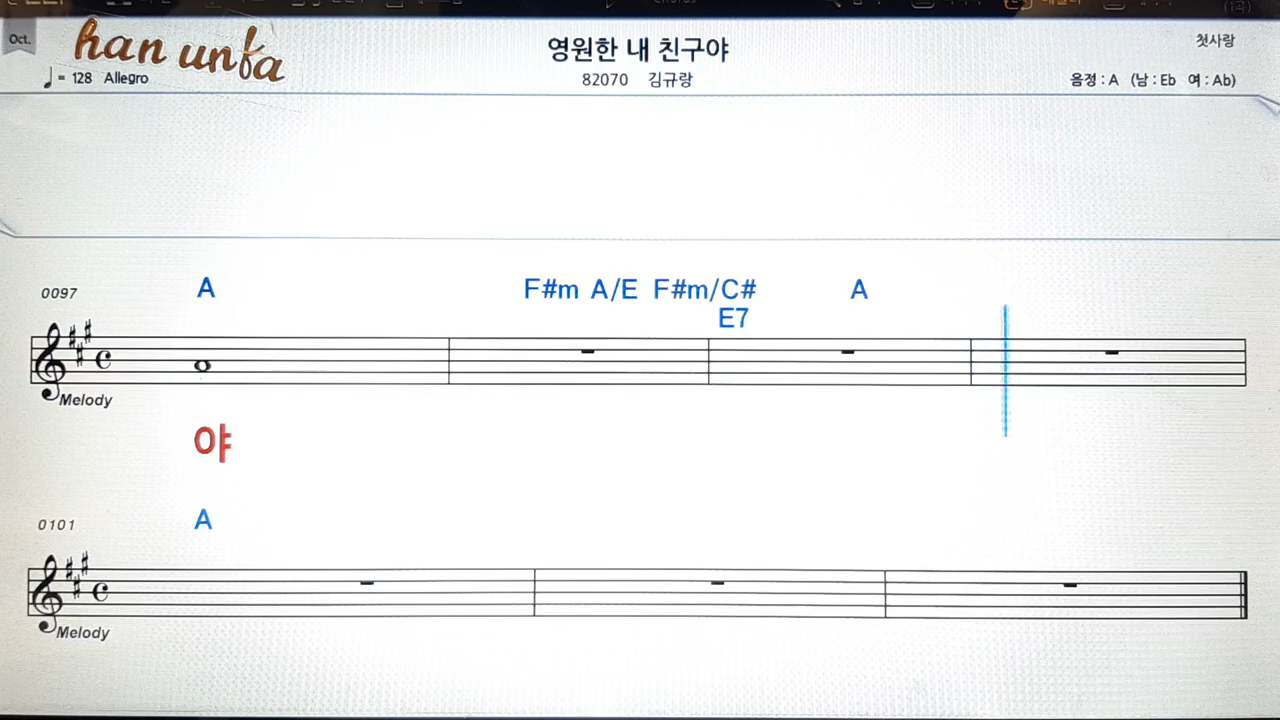 Oct.
han unfa
영원한 내 친구야
첫사랑
= 128 Allegro
82070 김규랑
음정 : A (남 : Eb 여 : Ab)
0097
A F#m A/E F#m/C# A
E7
Melody
야
0101
A
Melody